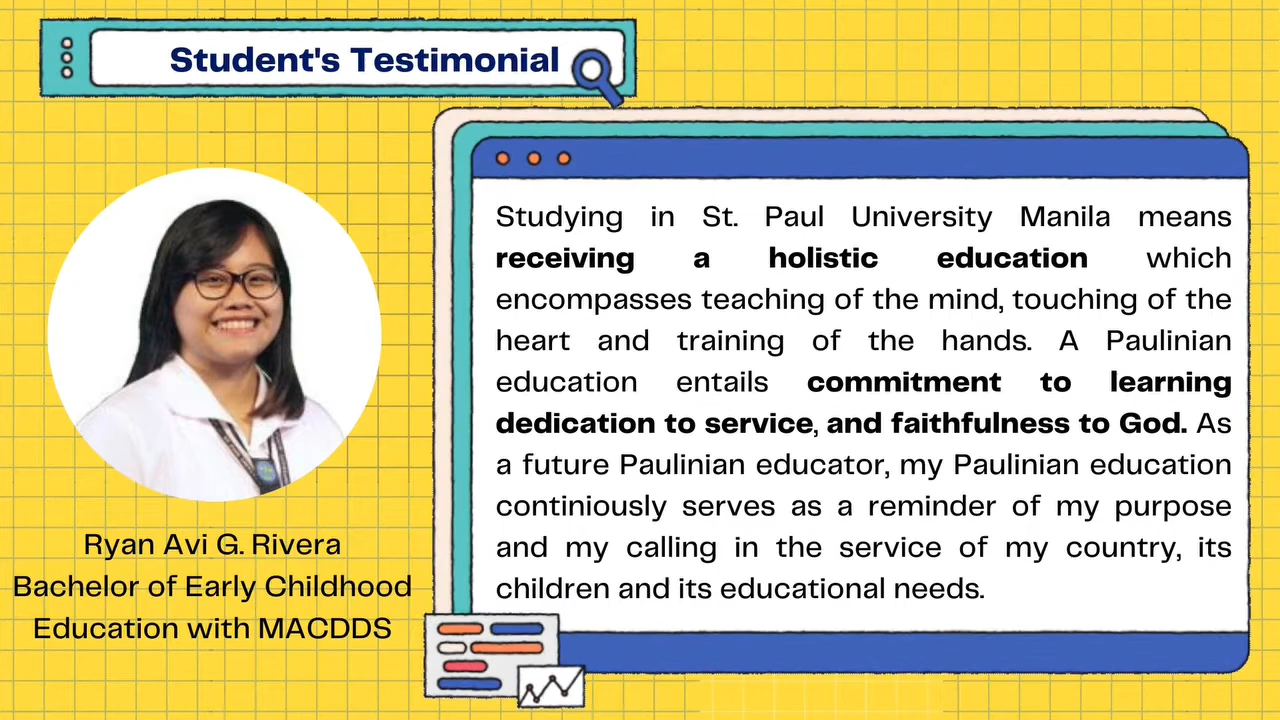 Student's Testimonial
Studying in St. Paul University Manila means
receiving a holistic education which
encompasses teaching of the mind, touching of the
heart and training of the hands. A Paulinian
education entails commitment to learning
dedication to service, and faithfulness to God. As
a future Paulinian educator, my Paulinian education
continiously serves as a reminder of my purpose
and my calling in the service of my country, its
children and its educational needs.
Ryan Avi G. Rivera
Bachelor of Early Childhood
Education with MACDDS